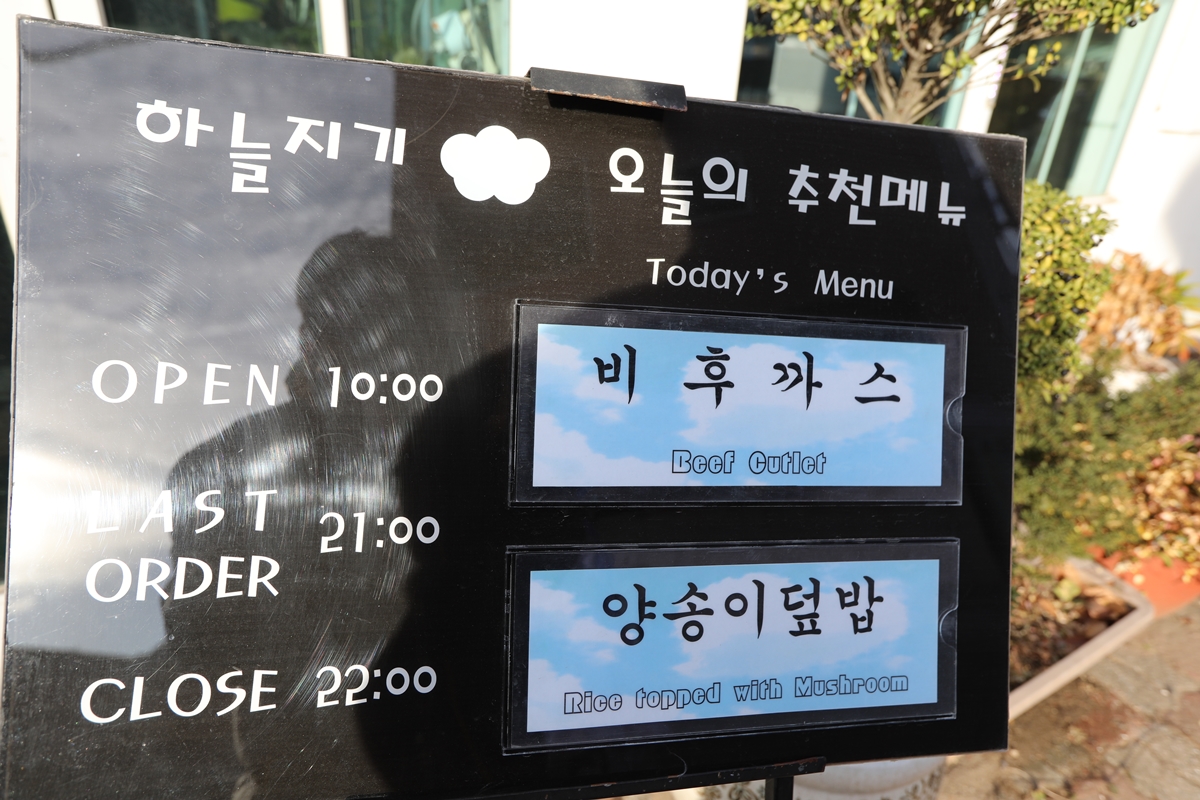 하늘지기
오늘의 추천메뉴
Today's Menu
OPEN 10:00
LAST ORDER 21:00
CLOSE 22:00
비후까스
Beef Cutlet
양송이덮밥
Rice topped with Mushroom